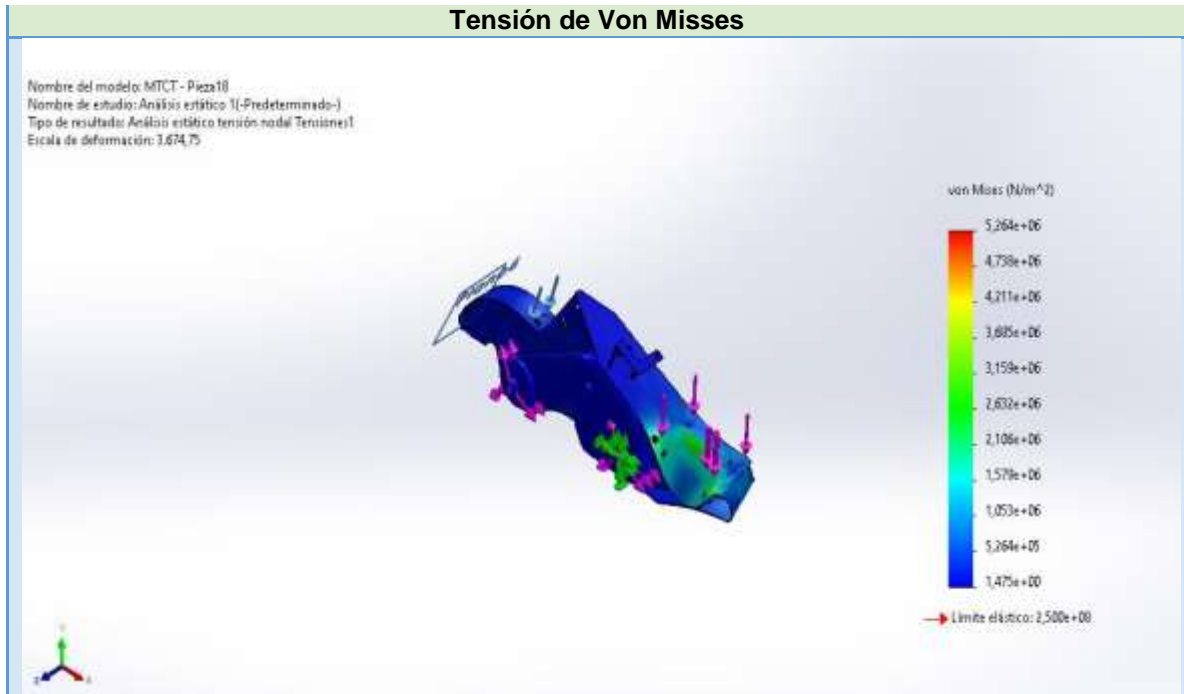 Tensión de Von Misses
Nombre del modelo: MTCT - Pieza18
Nombre de estudio: Análisis estático 1(-Predeterminado-)
Tipo de resultado: Análisis estático tensión nodal Tensiones1
Escala de deformación: 3.674,75
von Mises (N/m^2)
5,264e+06
4,738e+06
4,211e+06
3,685e+06
3,159e+06
2,632e+06
2,106e+06
1,579e+06
1,053e+06
5,264e+05
1,475e+00
Límite elástico: 2,500e+08
Y
Z
X